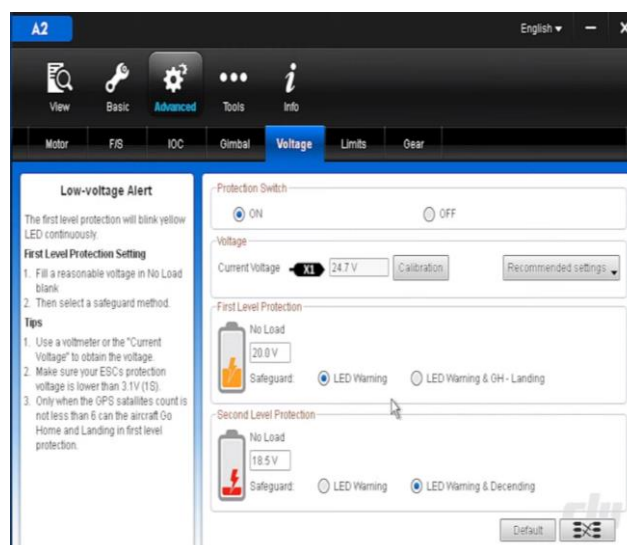 A2
English
View Basic Advanced Tools Info
Motor F/S IOC Gimbal Voltage Limits Gear
Low-voltage Alert
The first level protection will blink yellow
LED continuously.
First Level Protection Setting
1. Fill a reasonable voltage in No Load
blank
2. Then select a safeguard method.
Tips
1. Use a voltmeter or the "Current
Voltage" to obtain the voltage.
2. Make sure your ESCs protection
voltage is lower than 3.1V (1S).
3. Only when the GPS satallites count is
not less than 6 can the aircraft Go
Home and Landing in first level
protection.
Protection Switch
ON OFF
Voltage
Current Voltage X1 24.7 V Calibration Recommended settings
First Level Protection
No Load
20.0 V
Safeguard: LED Warning LED Warning & GH - Landing
Second Level Protection
No Load
18.5 V
Safeguard: LED Warning LED Warning & Decending
Default